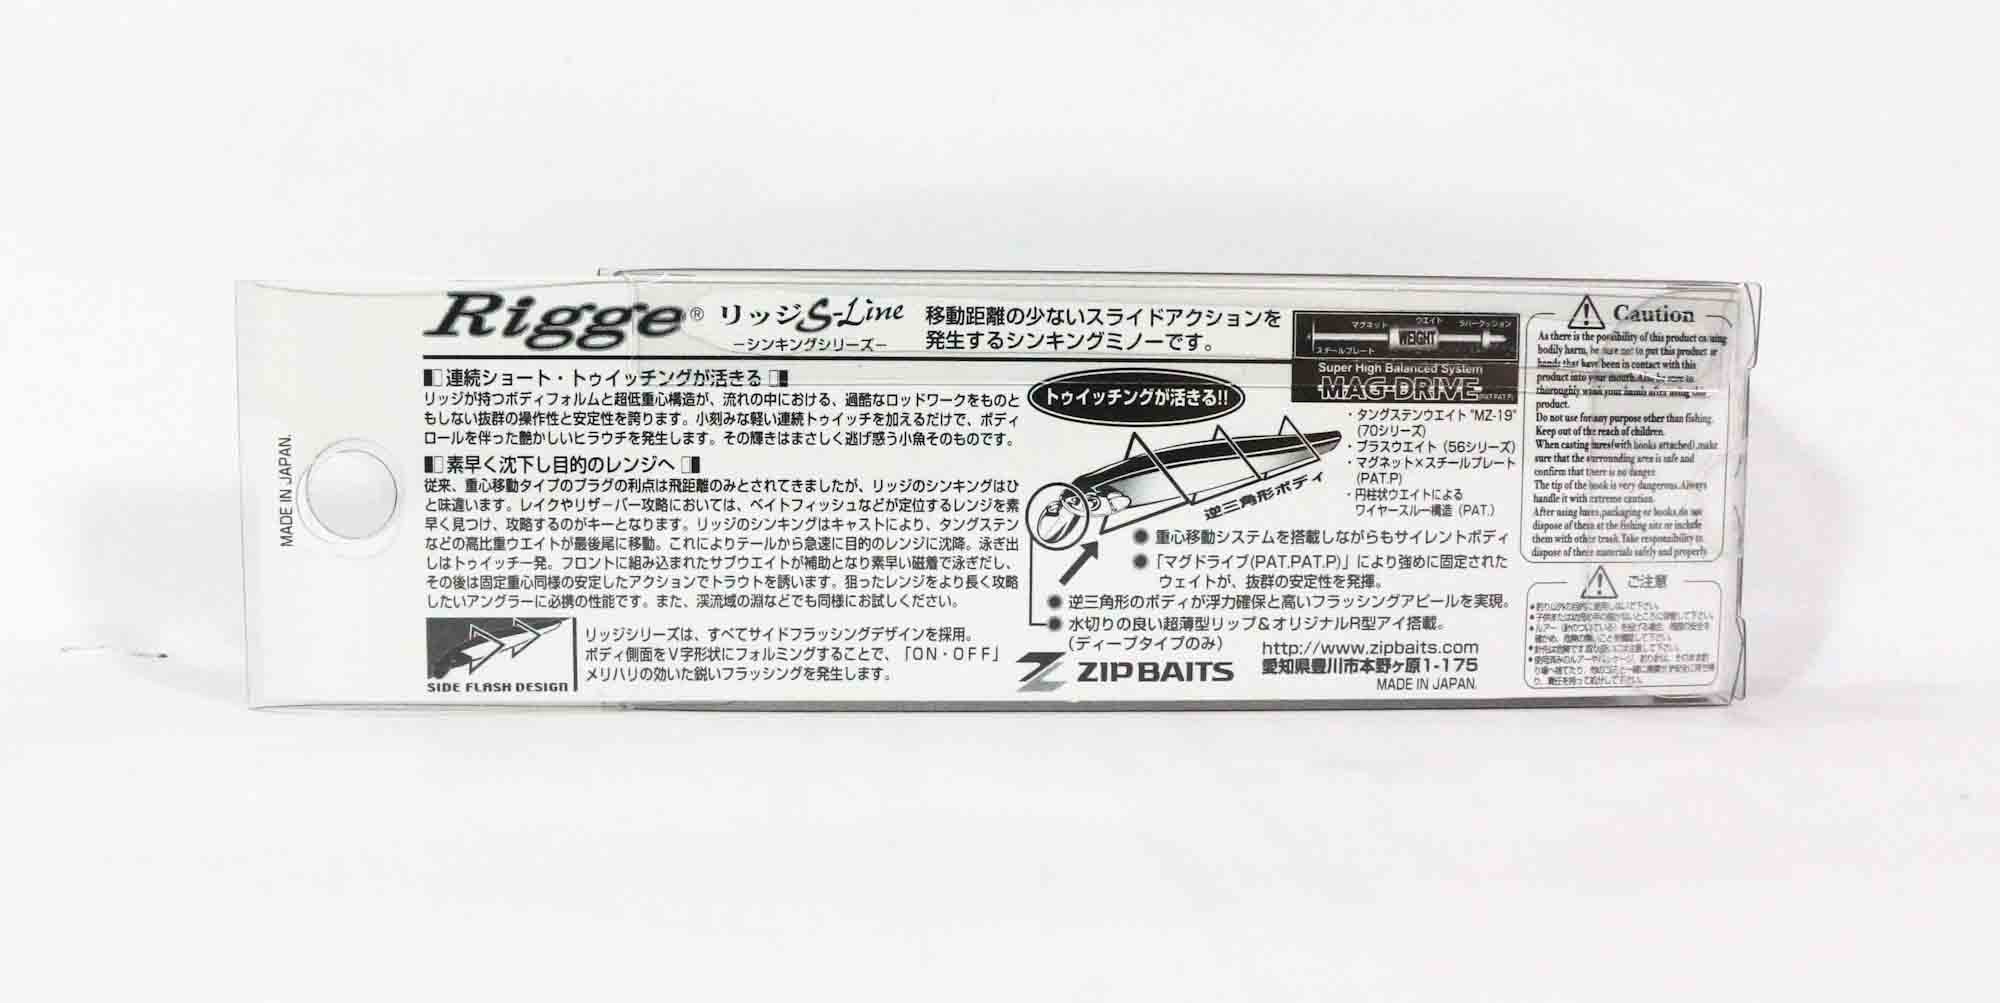 MADE IN JAPAN.
Rigge® リッジ S-Line
−シンキングシリーズ−
移動距離の少ないスライドアクションを
発生するシンキングミノーです。
連続ショート・トゥイッチングが活きる
リッジが持つボディフォルムと超低重心構造が、流れの中における、過酷なロッドワークをものと
もしない抜群の操作性と安定性を誇ります。小刻みな軽い連続トゥイッチを加えるだけで、ボディ
ロールを伴った艶かしいヒラウチを発生します。その輝きはまさしく逃げ惑う小魚そのものです。
素早く沈下し目的のレンジへ
従来、重心移動タイプのプラグの利点は飛距離のみとされてきましたが、リッジのシンキングはひ
と味違います。レイクやリザーバー攻略においては、ベイトフィッシュなどが定位するレンジを素
早く見つけ、攻略するのがキーとなります。リッジのシンキングはキャストにより、タングステン
などの高比重ウエイトが最後尾に移動。これによりテールから急速に目的のレンジに沈降。泳ぎ出
しはトゥイッチ一発。フロントに組み込まれたサブウエイトが補助となり素早い磁着で泳ぎだし、
その後は固定重心同様の安定したアクションでトラウトを誘います。狙ったレンジをより長く攻略
したいアングラーに必携の性能です。また、渓流域の淵などでも同様にお試しください。
SIDE FLASH DESIGN
リッジシリーズは、すべてサイドフラッシングデザインを採用。
ボディ側面をV字形状にフォルミングすることで、「ON・OFF」
メリハリの効いた鋭いフラッシングを発生します。
トゥイッチングが活きる!!
逆三角形ボディ
マグネット ウエイト ラバークッション
WEIGHT
スチールプレート
Super High Balanced System
MAG-DRIVE (PAT.PAT.P)
・タングステンウエイト "MZ-19"
(70シリーズ)
・ブラスウエイト (56シリーズ)
・マグネット×スチールプレート
(PAT.P)
・円柱状ウエイトによる
ワイヤースルー構造 (PAT.)
● 重心移動システムを搭載しながらもサイレントボディ
● 「マグドライブ(PAT.PAT.P)」により強めに固定された
ウェイトが、抜群の安定性を発揮。
● 逆三角形のボディが浮力確保と高いフラッシングアピールを実現。
● 水切りの良い超薄型リップ&オリジナルR型アイ搭載。
(ディープタイプのみ)
ZIPBAITS
http://www.zipbaits.com
愛知県豊川市本野ヶ原1-175
MADE IN JAPAN.
Caution
As there is the possibility of this product causing
bodily harm, be sure not to put this product or
hands that have been in contact with this
product into your mouth. Also, be sure to
thoroughly wash your hands after using this
product.
Do not use for any purpose other than fishing.
Keep out of the reach of children.
When casting lures(with hooks attached), make
sure that the surrounding area is safe and
confirm that there is no danger.
The tip of the hook is very dangerous. Always
handle it with extreme caution.
After using lures, packaging or hooks, do not
dispose of them at the fishing site or include
them with other trash. Take responsibility to
dispose of these materials safely and properly.
ご注意
●釣り以外の目的に使用しないで下さい。